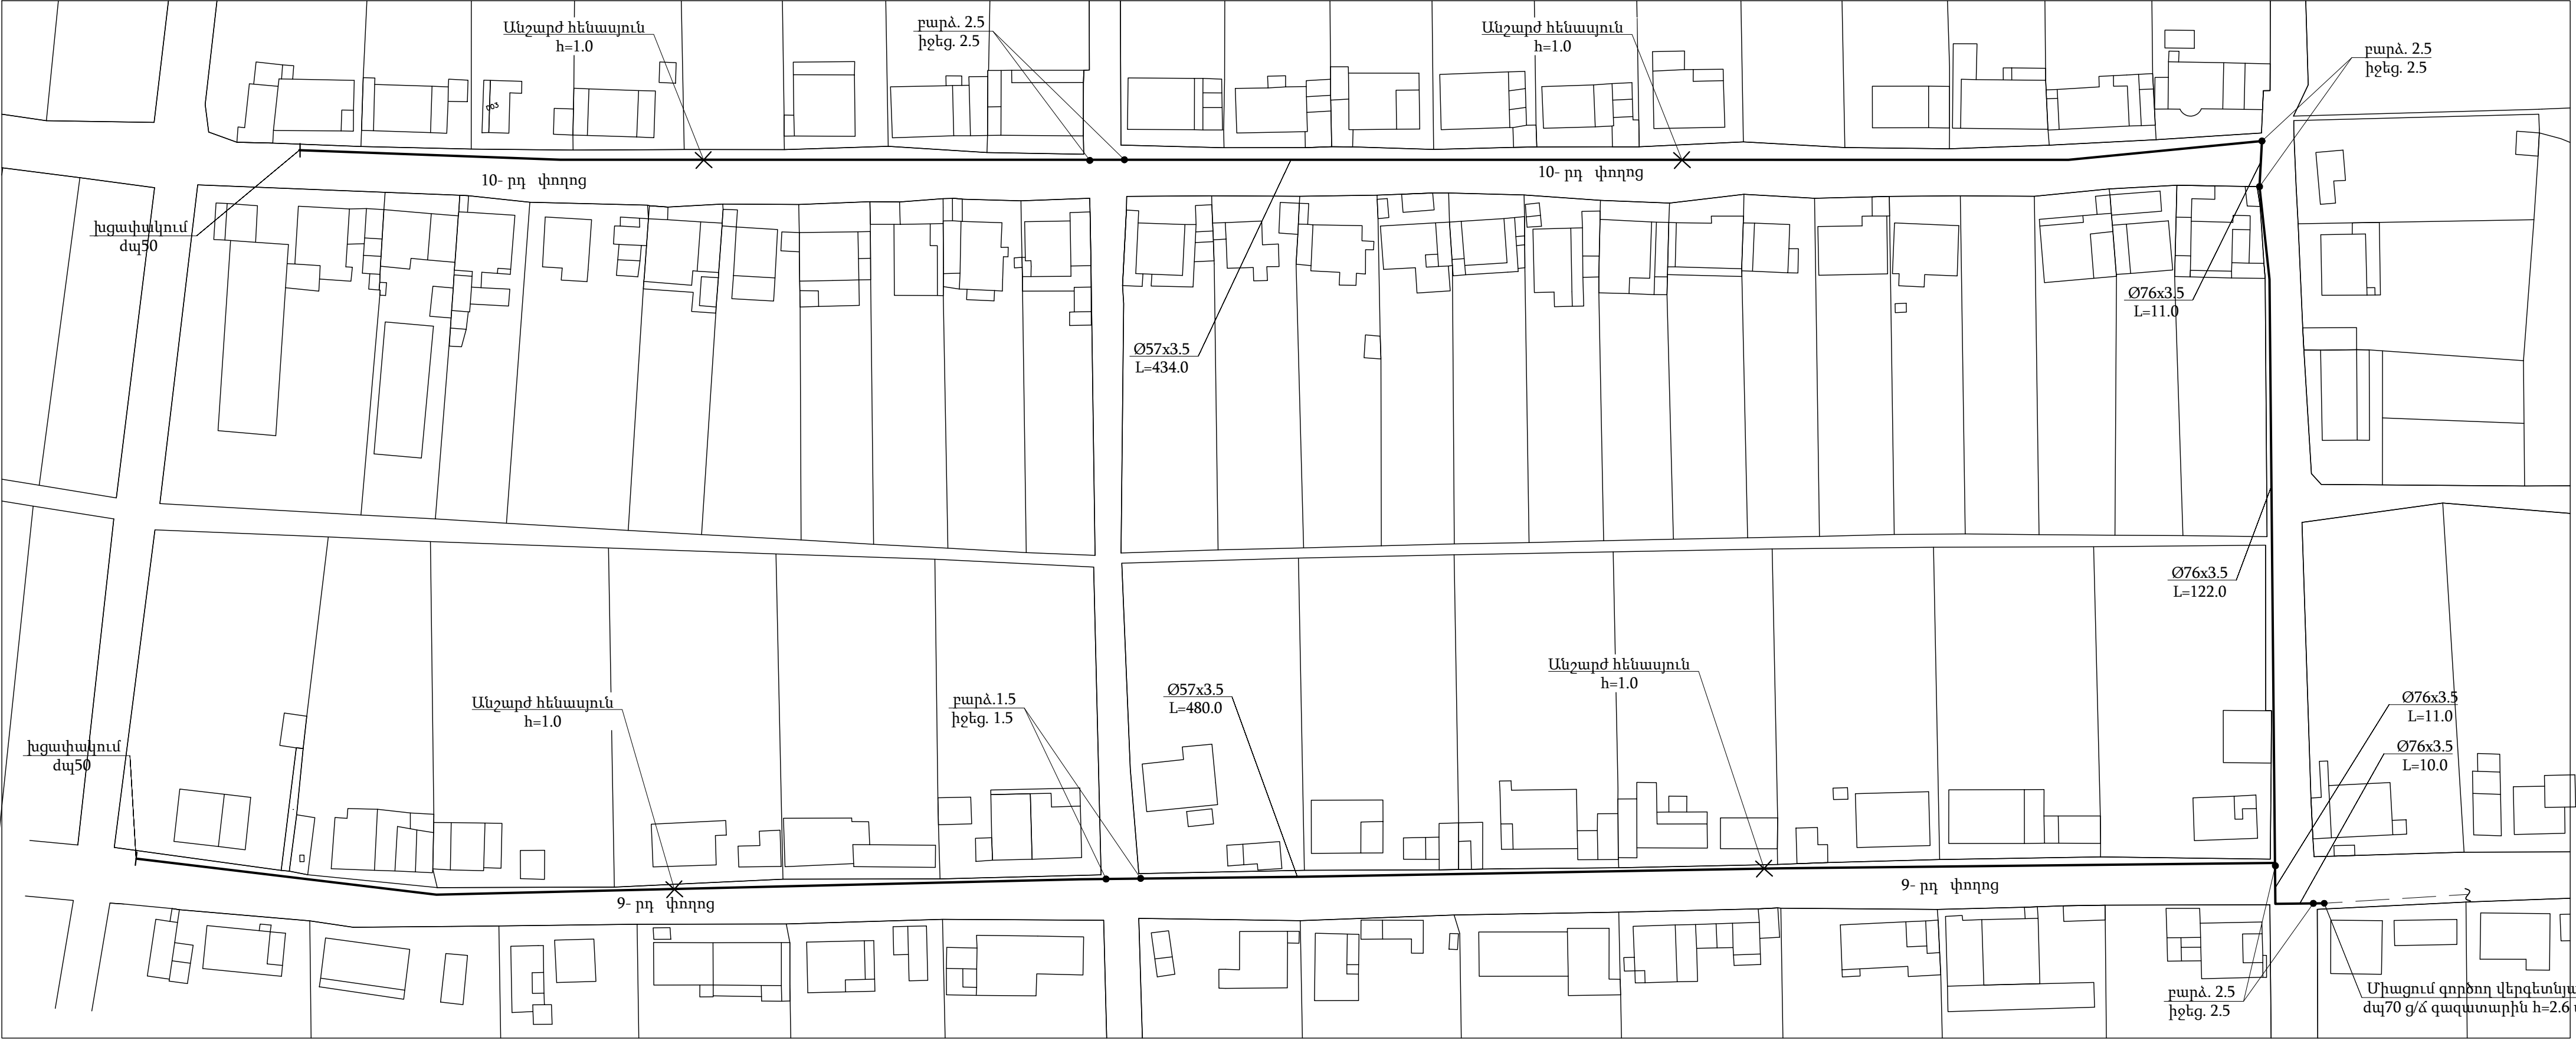 Անշարժ հենասյուն
h=1.0
բարձ. 2.5
իջեց. 2.5
Անշարժ հենասյուն
h=1.0
բարձ. 2.5
իջեց. 2.5
10- րդ փողոց
10- րդ փողոց
խցափակում
դպ50
Ø76x3.5
L=11.0
Ø57x3.5
L=434.0
Ø76x3.5
L=122.0
Անշարժ հենասյուն
h=1.0
Ø57x3.5
L=480.0
Անշարժ հենասյուն
h=1.0
բարձ.1.5
իջեց. 1.5
Ø76x3.5
L=11.0
խցափակում
դպ50
Ø76x3.5
L=10.0
9- րդ փողոց
9- րդ փողոց
բարձ. 2.5
իջեց. 2.5
Միացում գործող
դպ70 ց/ճ գազատարին h=2.6